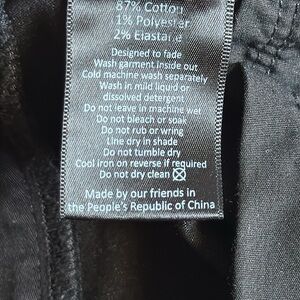 87% Cotton
1% Polyester
2% Elastane
Designed to fade
Wash garment inside out
Cold machine wash separately
Wash in mild liquid or
dissolved detergent
Do not leave in machine wet
Do not bleach or soak
Do not rub or wring
Line dry in shade
Do not tumble dry
Cool iron on reverse if required
Do not dry clean
Made by our friends in
the People's Republic of China